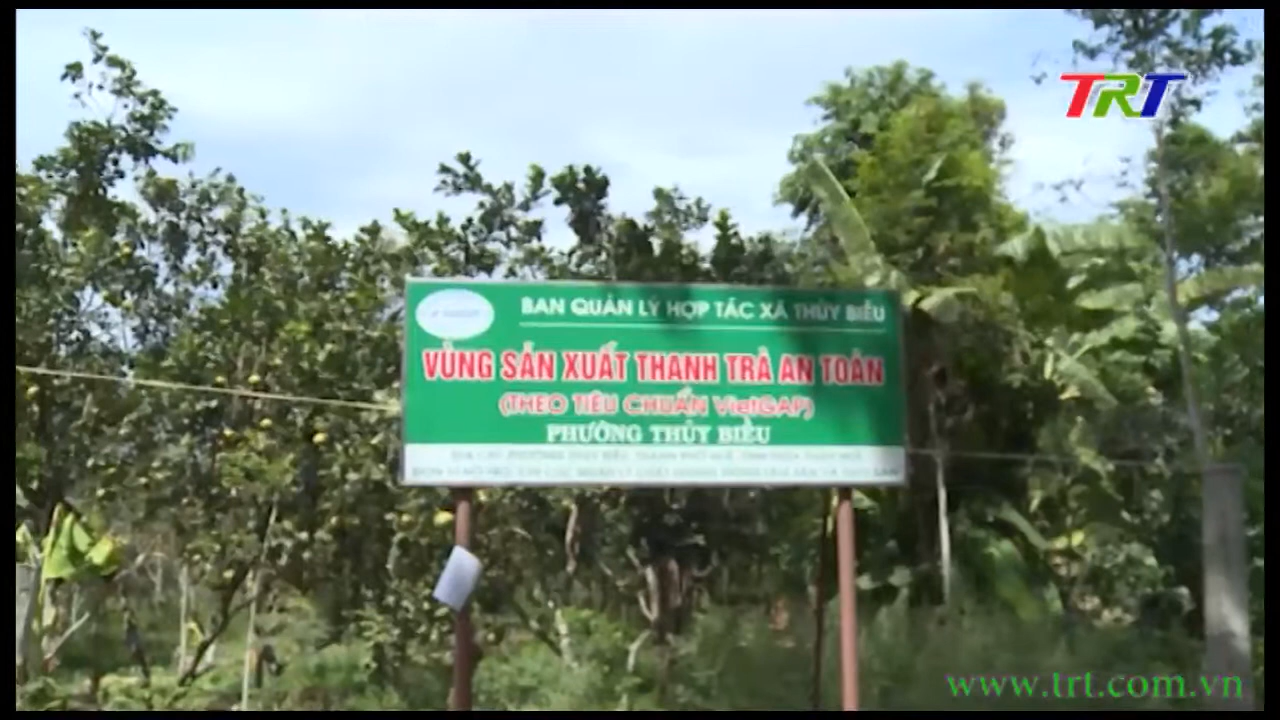 TRT
BAN QUẢN LÝ HỢP TÁC XÃ THỦY BIỀU
VÙNG SẢN XUẤT THANH TRÀ AN TOÀN
(THEO TIÊU CHUẨN VietGAP)
PHƯỜNG THỦY BIỀU
www.trt.com.vn